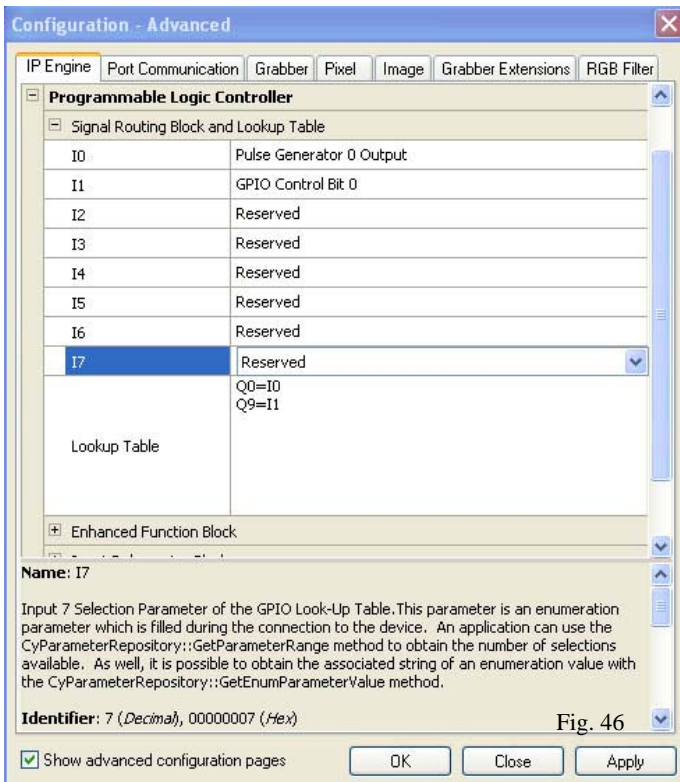 Configuration - Advanced
IP Engine Port Communication Grabber Pixel Image Grabber Extensions RGB Filter
Programmable Logic Controller
Signal Routing Block and Lookup Table
I0 Pulse Generator 0 Output
I1 GPIO Control Bit 0
I2 Reserved
I3 Reserved
I4 Reserved
I5 Reserved
I6 Reserved
I7 Reserved
Lookup Table
Q0=I0
Q9=I1
Enhanced Function Block
Name: I7
Input 7 Selection Parameter of the GPIO Look-Up Table.This parameter is an enumeration
parameter which is filled during the connection to the device. An application can use the
CyParameterRepository::GetParameterRange method to obtain the number of selections
available. As well, it is possible to obtain the associated string of an enumeration value with
the CyParameterRepository::GetEnumParameterValue method.
Identifier: 7 (Decimal), 00000007 (Hex)
Fig. 46
Show advanced configuration pages OK Close Apply